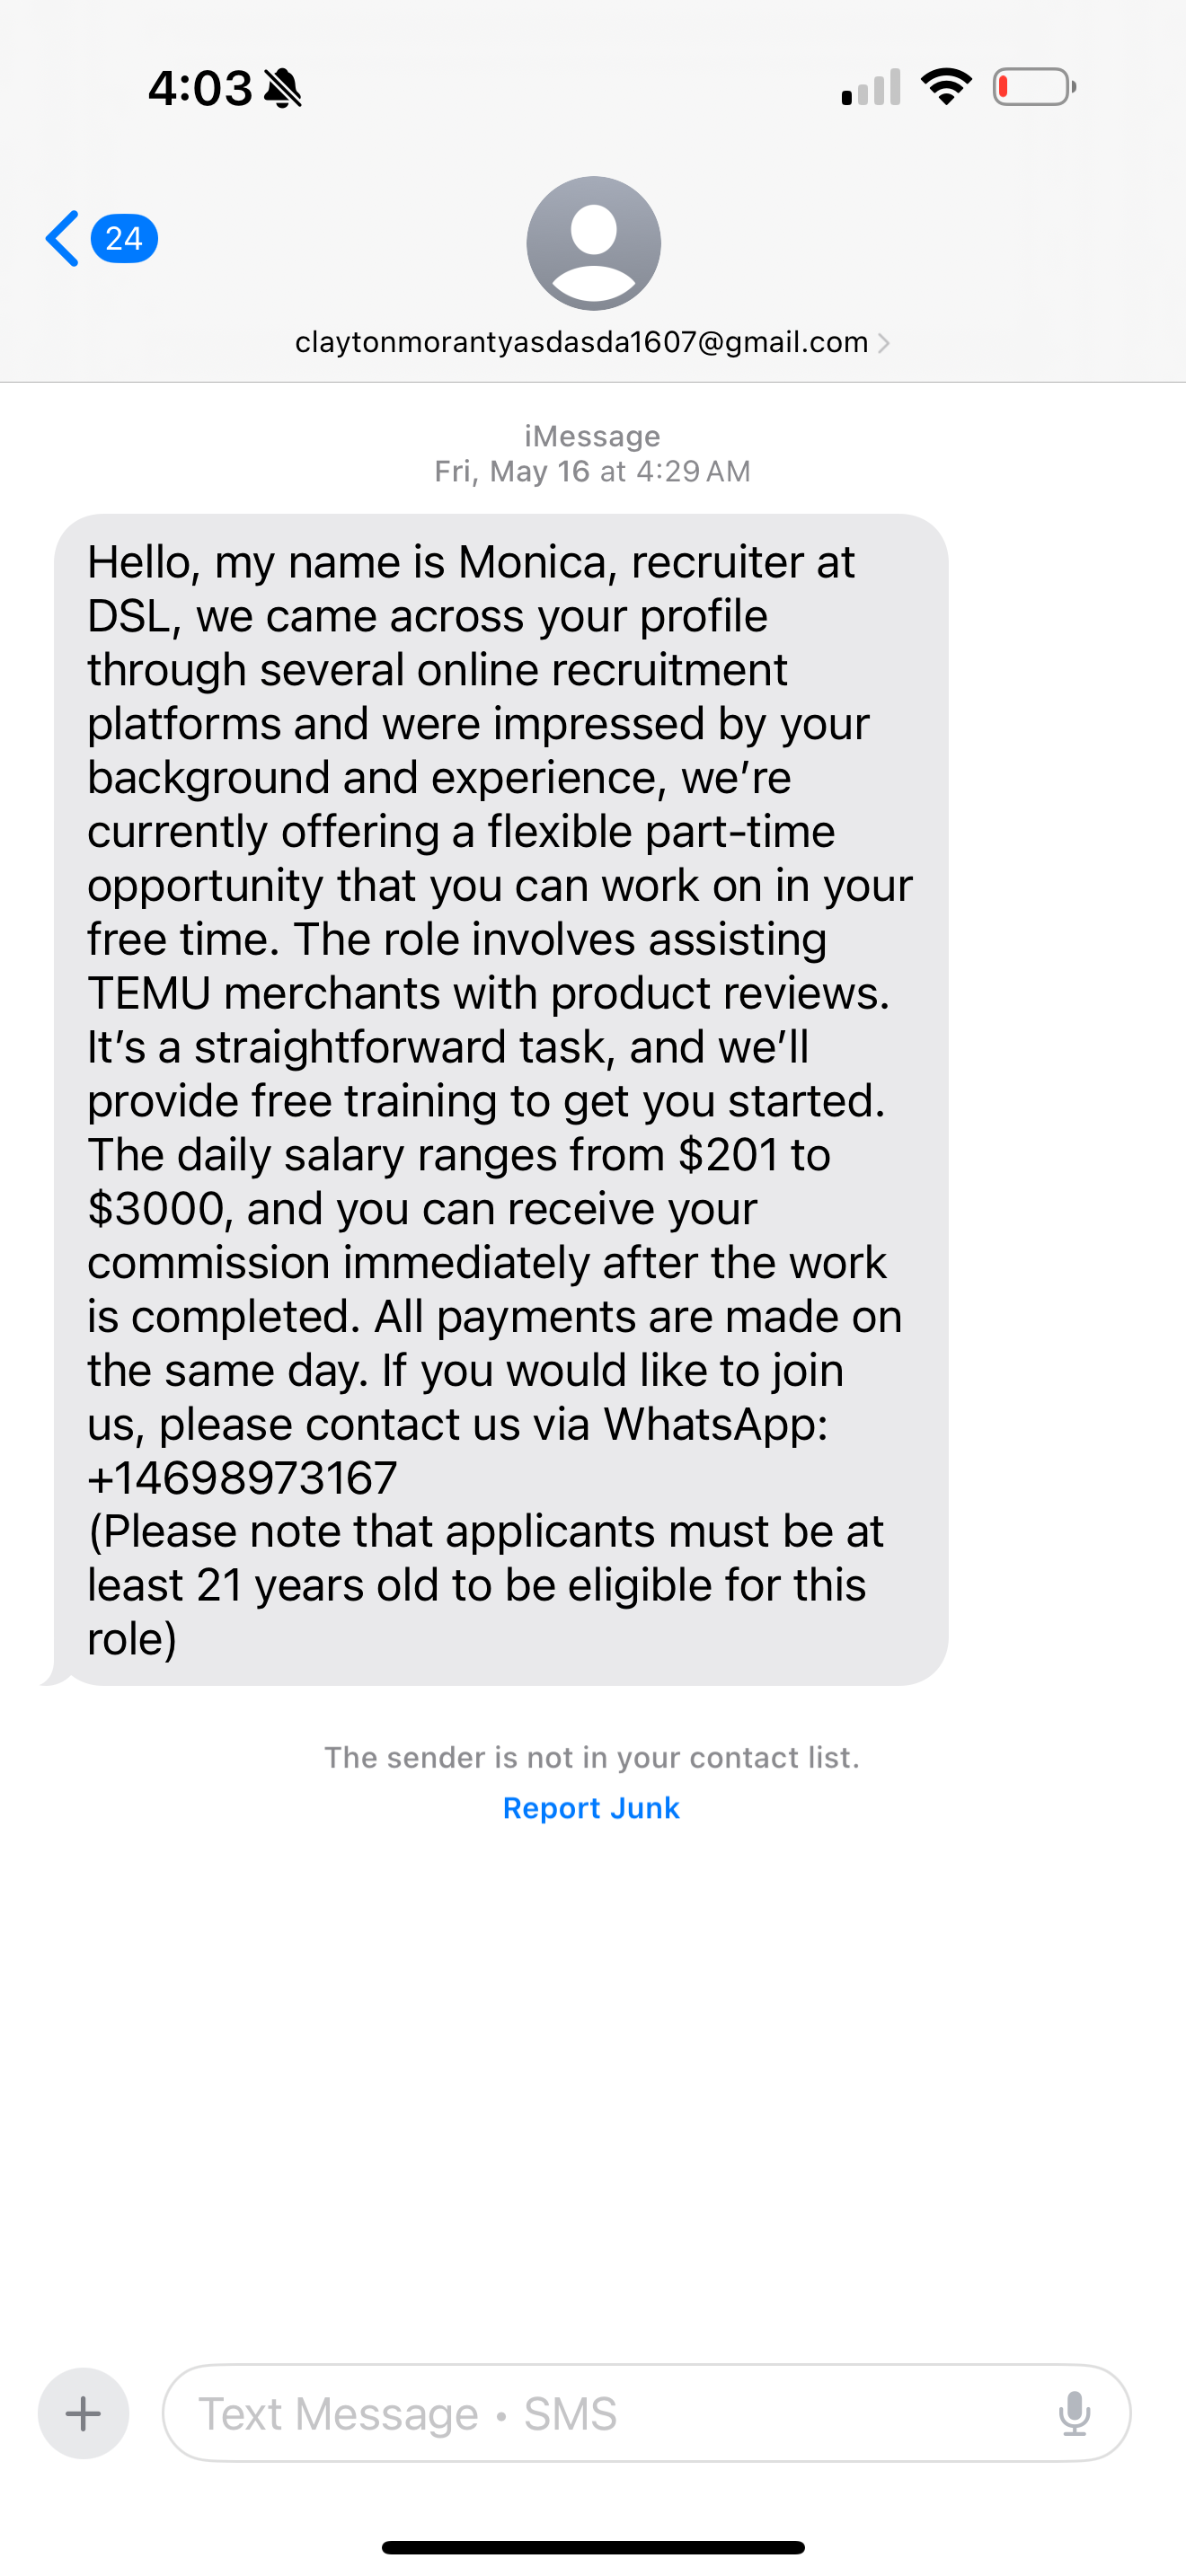 4:03
24
claytonmorantyasdasda1607@gmail.com
iMessage
Fri, May 16 at 4:29 AM
Hello, my name is Monica, recruiter at
DSL, we came across your profile
through several online recruitment
platforms and were impressed by your
background and experience, we’re
currently offering a flexible part-time
opportunity that you can work on in your
free time. The role involves assisting
TEMU merchants with product reviews.
It’s a straightforward task, and we’ll
provide free training to get you started.
The daily salary ranges from $201 to
$3000, and you can receive your
commission immediately after the work
is completed. All payments are made on
the same day. If you would like to join
us, please contact us via WhatsApp:
+14698973167
(Please note that applicants must be at
least 21 years old to be eligible for this
role)
The sender is not in your contact list.
Report Junk
Text Message • SMS